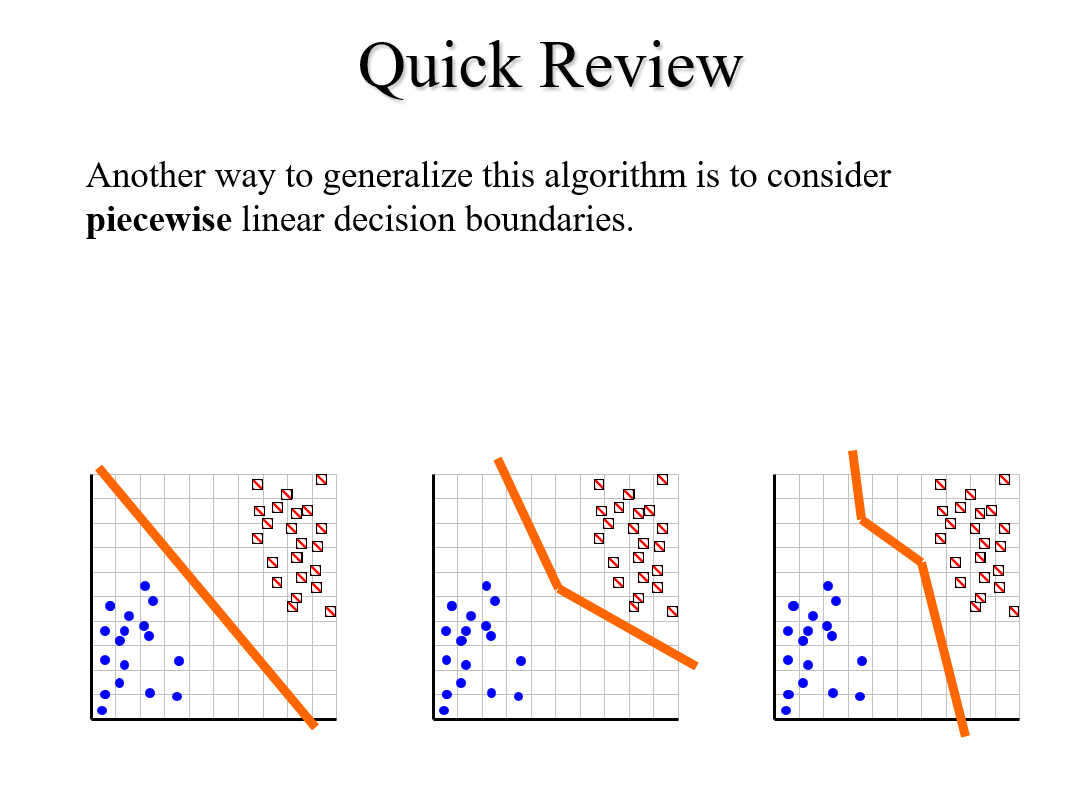 Quick Review
Another way to generalize this algorithm is to consider
piecewise linear decision boundaries.